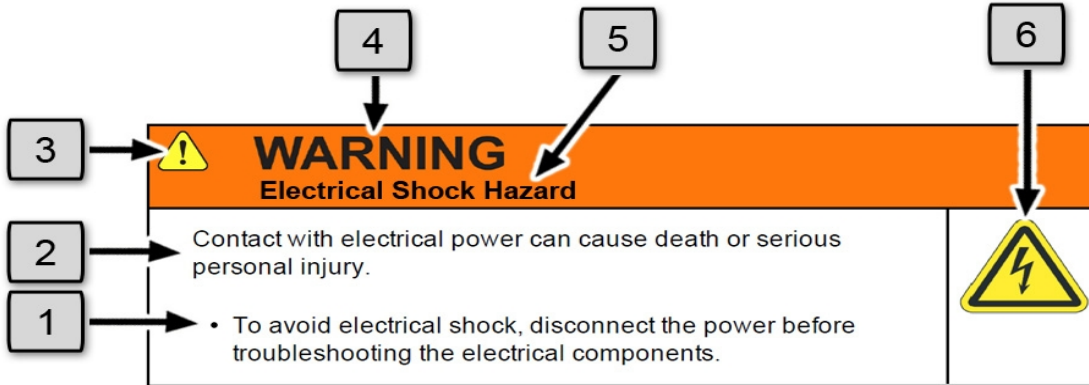 4 5 6
3
WARNING
Electrical Shock Hazard
2
Contact with electrical power can cause death or serious
personal injury.
1
• To avoid electrical shock, disconnect the power before
troubleshooting the electrical components.